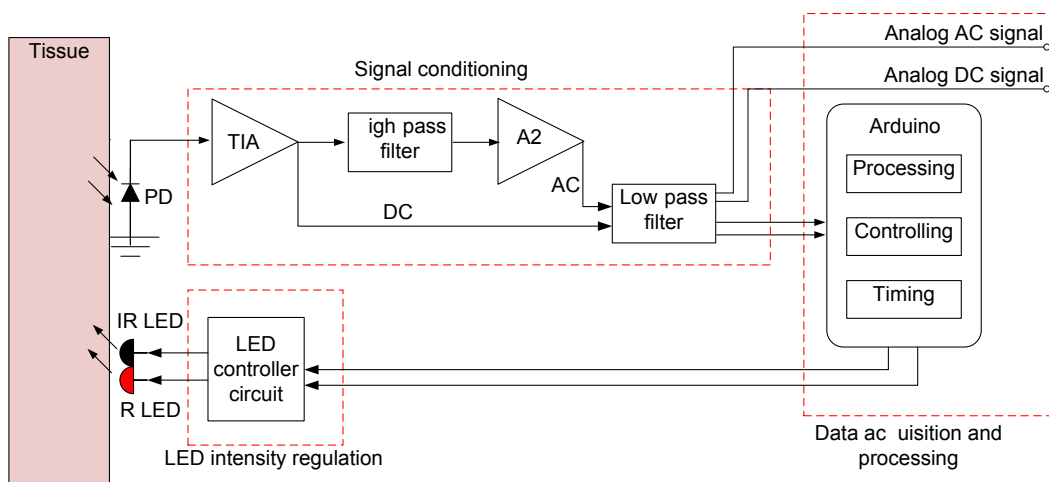 Tissue
Analog AC signal
Analog DC signal
Signal conditioning
TIA
igh pass
filter
A2
AC
DC
Low pass
filter
PD
Arduino
Processing
Controlling
Timing
IR LED
R LED
LED
controller
circuit
LED intensity regulation
Data ac uisition and
processing